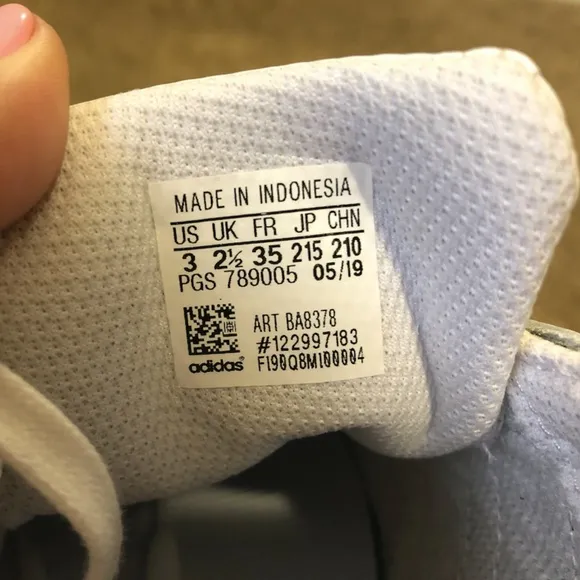 MADE IN INDONESIA
US UK FR JP CHN
3 2½ 35 215 210
PGS 789005 05/19
ART BA8378
#122997183
adidas F190Q8M100004